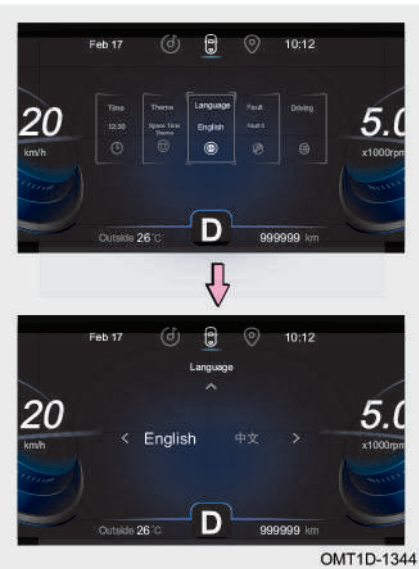 Feb 17 10:12
Time Theme Language Fault Driving
12:30 Space Time Theme English Fault 0
20 km/h
5.0 x1000rpm
D
Outside 26°C 999999 km
Feb 17 10:12
Language
20 km/h
< English 中文 >
5.0 x1000rpm
D
Outside 26°C 999999 km
OMT1D-1344